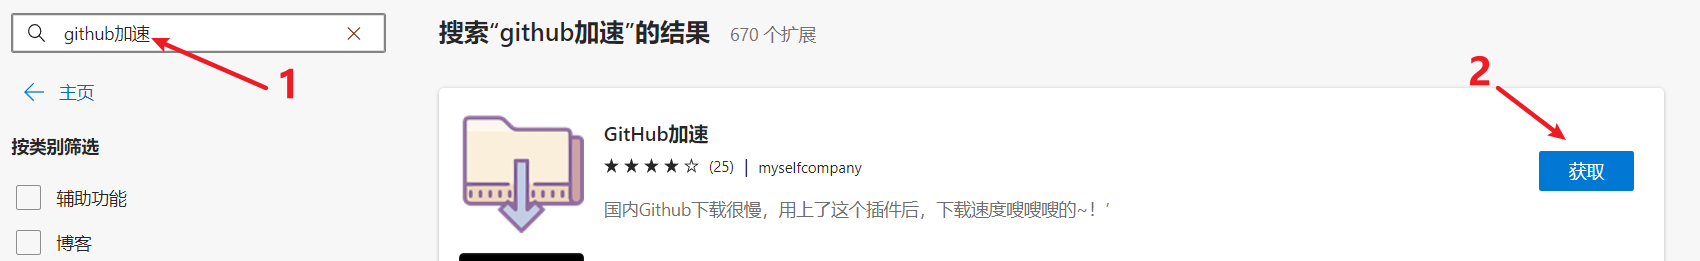 github加速
1
主页
按类别筛选
辅助功能
博客
搜索“github加速”的结果 670 个扩展
2
GitHub加速
(25) | myselfcompany
国内Github下载很慢，用上了这个插件后，下载速度嗖嗖嗖的~！’
获取